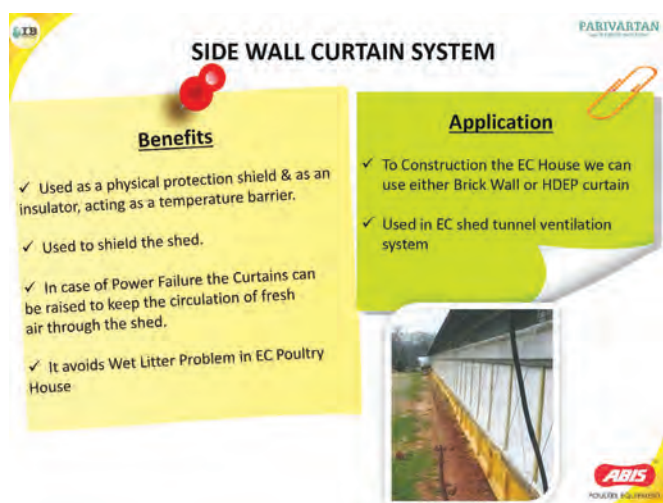 IB
PARIVARTAN
SIDE WALL CURTAIN SYSTEM
Benefits
✓ Used as a physical protection shield & as an
insulator, acting as a temperature barrier.
✓ Used to shield the shed.
✓ In case of Power Failure the Curtains can
be raised to keep the circulation of fresh
air through the shed.
✓ It avoids Wet Litter Problem in EC Poultry
House
Application
✓ To Construction the EC House we can
use either Brick Wall or HDEP curtain
✓ Used in EC shed tunnel ventilation
system
ABIS
POULTRY EQUIPMENT